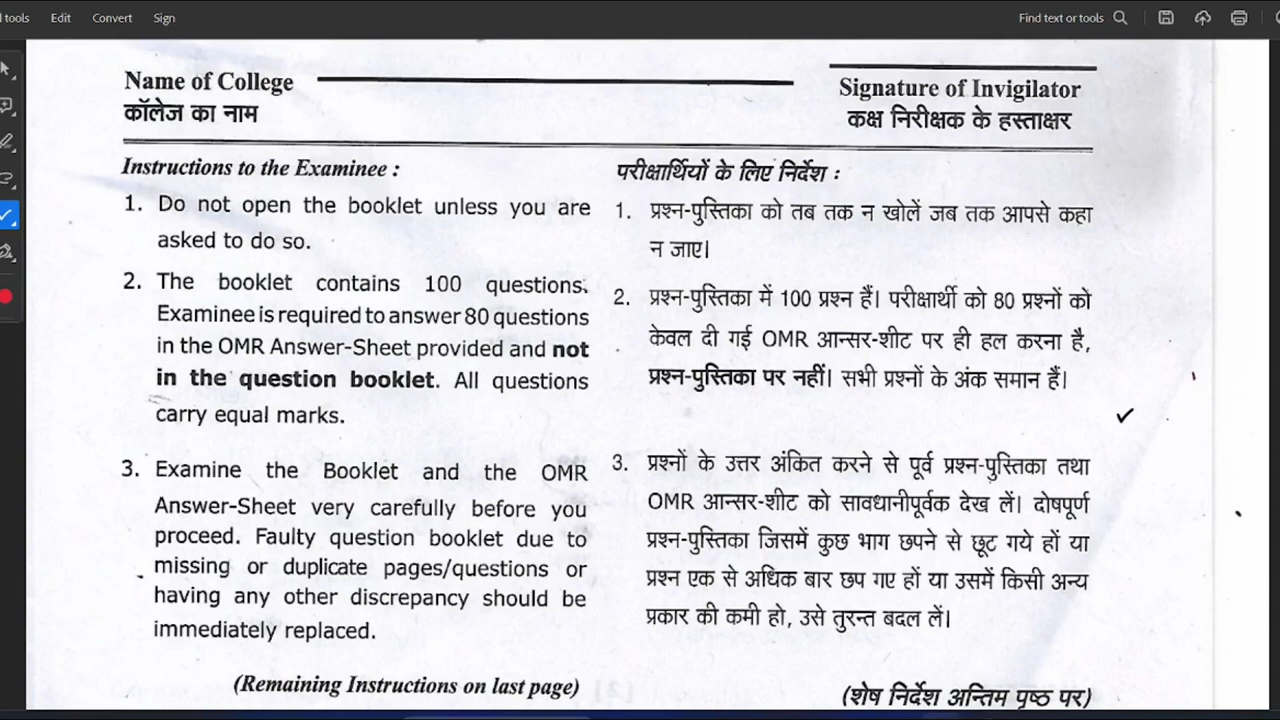 l tools Edit Convert Sign Find text or tools
Name of College
कॉलेज का नाम
Signature of Invigilator
कक्ष निरीक्षक के हस्ताक्षर
Instructions to the Examinee :
1. Do not open the booklet unless you are
asked to do so.
2. The booklet contains 100 questions.
Examinee is required to answer 80 questions
in the OMR Answer-Sheet provided and not
in the question booklet. All questions
carry equal marks.
3. Examine the Booklet and the OMR
Answer-Sheet very carefully before you
proceed. Faulty question booklet due to
missing or duplicate pages/questions or
having any other discrepancy should be
immediately replaced.
(Remaining Instructions on last page)
परीक्षार्थियों के लिए निर्देश :
1. प्रश्न-पुस्तिका को तब तक न खोलें जब तक आपसे कहा
न जाए।
2. प्रश्न-पुस्तिका में 100 प्रश्न हैं। परीक्षार्थी को 80 प्रश्नों को
केवल दी गई OMR आन्सर-शीट पर ही हल करना है,
प्रश्न-पुस्तिका पर नहीं। सभी प्रश्नों के अंक समान हैं।
3. प्रश्नों के उत्तर अंकित करने से पूर्व प्रश्न-पुस्तिका तथा
OMR आन्सर-शीट को सावधानीपूर्वक देख लें। दोषपूर्ण
प्रश्न-पुस्तिका जिसमें कुछ भाग छपने से छूट गये हों या
प्रश्न एक से अधिक बार छप गए हों या उसमें किसी अन्य
प्रकार की कमी हो, उसे तुरन्त बदल लें।
(शेष निर्देश अन्तिम पृष्ठ पर)